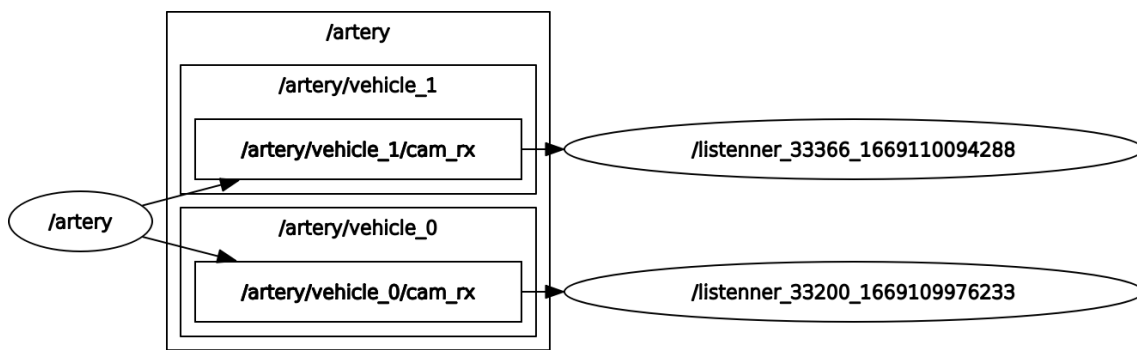 /artery
/artery/vehicle_1
/artery/vehicle_1/cam_rx
/listenner_33366_1669110094288
/artery
/artery/vehicle_0
/artery/vehicle_0/cam_rx
/listenner_33200_1669109976233